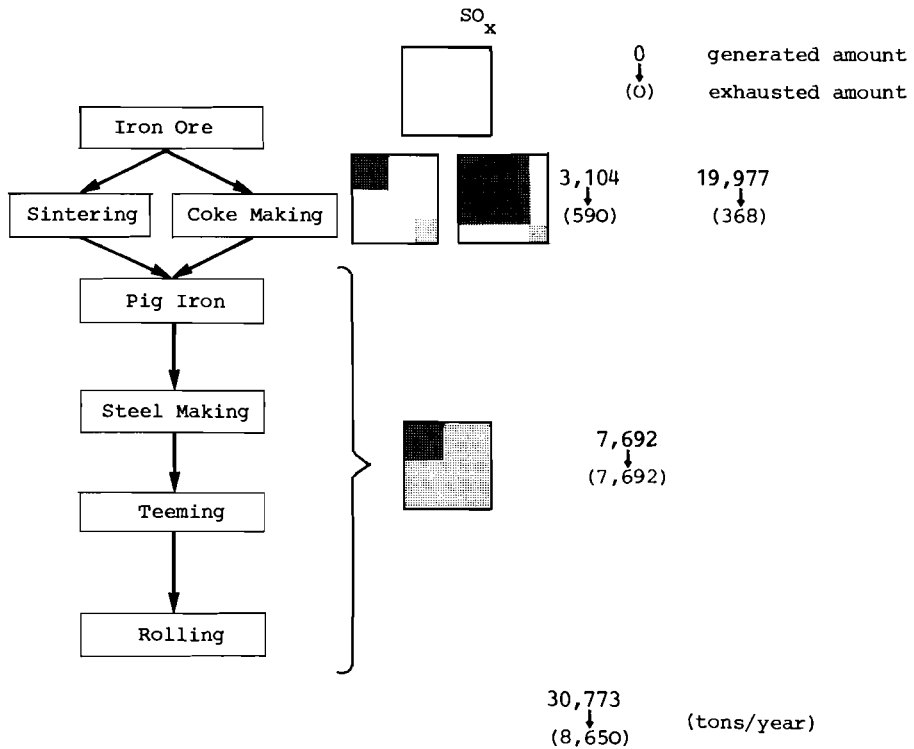 SOx
0 generated amount
(0) exhausted amount
Iron Ore
Sintering Coke Making
3,104 19,977
(590) (368)
Pig Iron
Steel Making
7,692
(7,692)
Teeming
Rolling
30,773
(8,650) (tons/year)